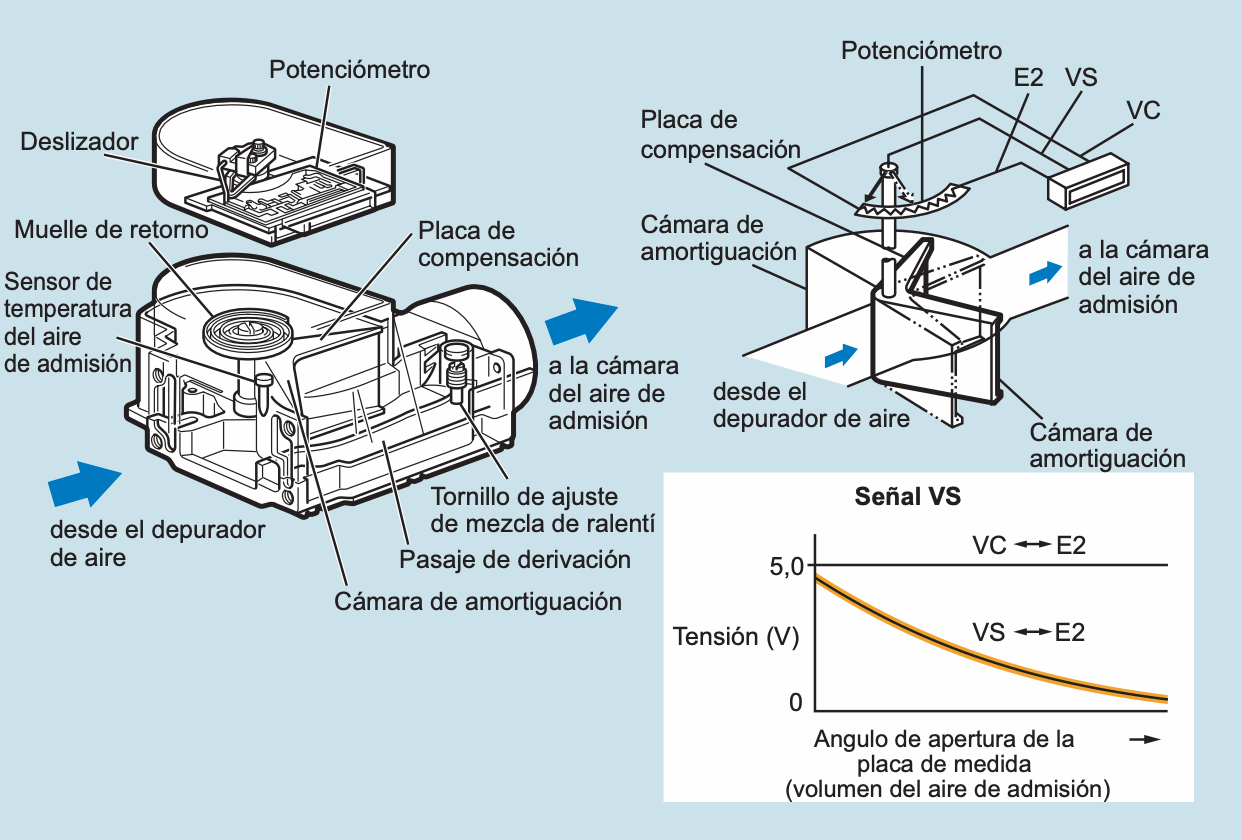 Potenciómetro
Deslizador
Muelle de retorno
Placa de
compensación
Sensor de
temperatura
del aire
de admisión
a la cámara
del aire de
admisión
desde el depurador
de aire
Tornillo de ajuste
de mezcla de ralentí
Pasaje de derivación
Cámara de amortiguación
Potenciómetro
E2
VS
VC
Placa de
compensación
Cámara de
amortiguación
a la cámara
del aire de
admisión
desde el
depurador de aire
Cámara de
amortiguación
Señal VS
VC ↔ E2
5,0
VS ↔ E2
Tensión (V)
0
Angulo de apertura de la →
placa de medida
(volumen del aire de admisión)